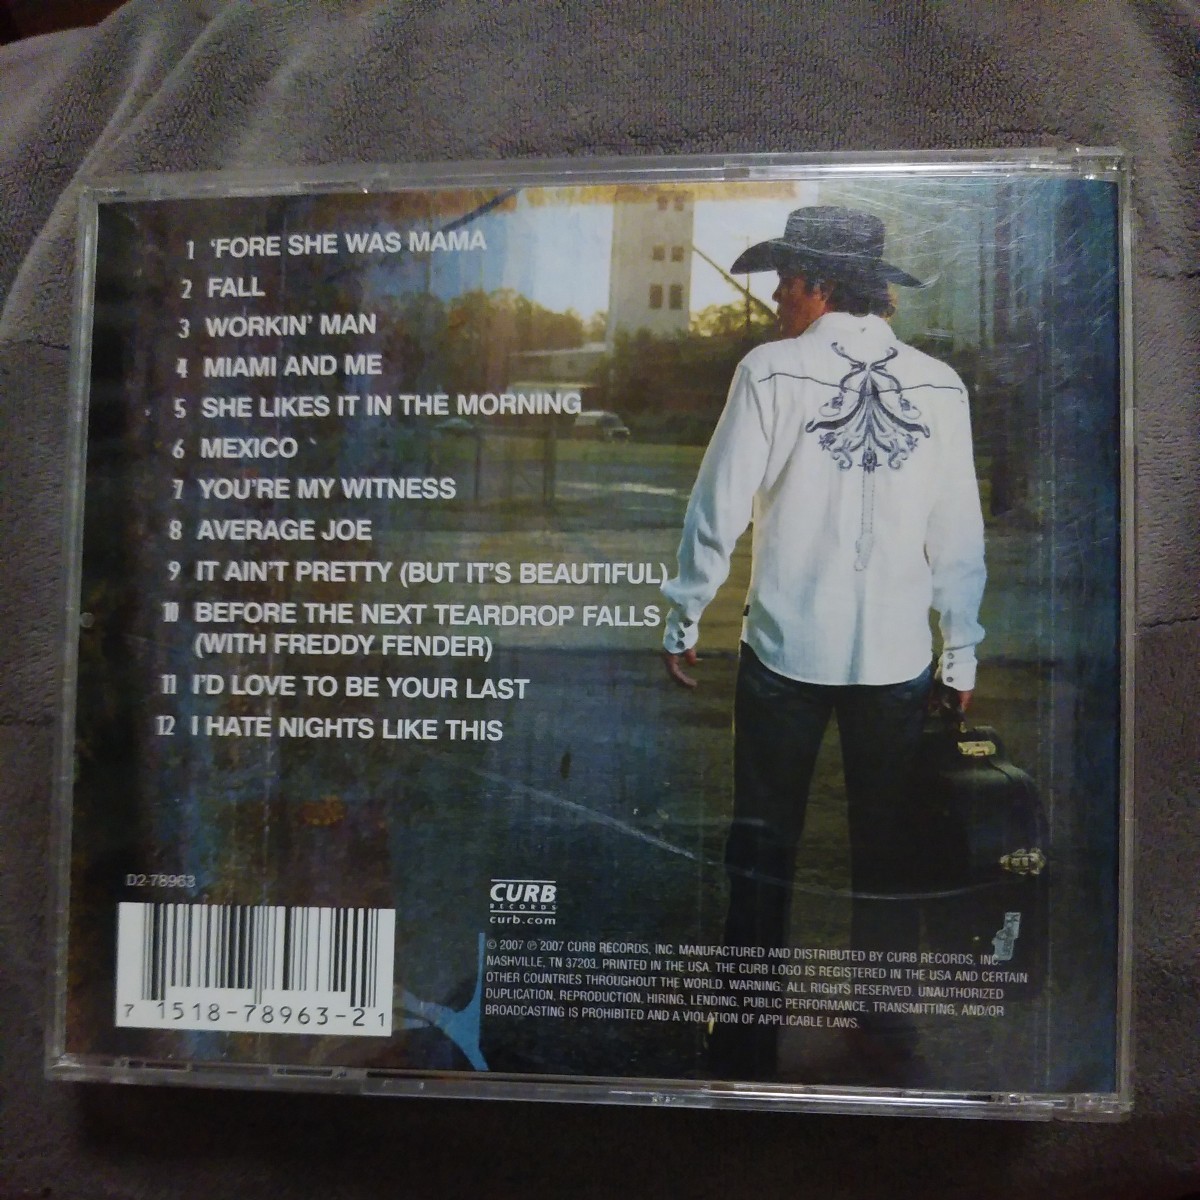 1 'FORE SHE WAS MAMA
2 FALL
3 WORKIN' MAN
4 MIAMI AND ME
5 SHE LIKES IT IN THE MORNING
6 MEXICO
7 YOU'RE MY WITNESS
8 AVERAGE JOE
9 IT AIN'T PRETTY (BUT IT'S BEAUTIFUL)
10 BEFORE THE NEXT TEARDROP FALLS
(WITH FREDDY FENDER)
11 I'D LOVE TO BE YOUR LAST
12 I HATE NIGHTS LIKE THIS
D2-78963
7 1518-78963-2 1
CURB
RECORDS
curb.com
© 2007 ℗ 2007 CURB RECORDS, INC. MANUFACTURED AND DISTRIBUTED BY CURB RECORDS, INC.
NASHVILLE, TN 37203. PRINTED IN THE USA. THE CURB LOGO IS REGISTERED IN THE USA AND CERTAIN
OTHER COUNTRIES THROUGHOUT THE WORLD. WARNING: ALL RIGHTS RESERVED. UNAUTHORIZED
DUPLICATION, REPRODUCTION, HIRING, LENDING, PUBLIC PERFORMANCE, TRANSMITTING, AND/OR
BROADCASTING IS PROHIBITED AND A VIOLATION OF APPLICABLE LAWS.